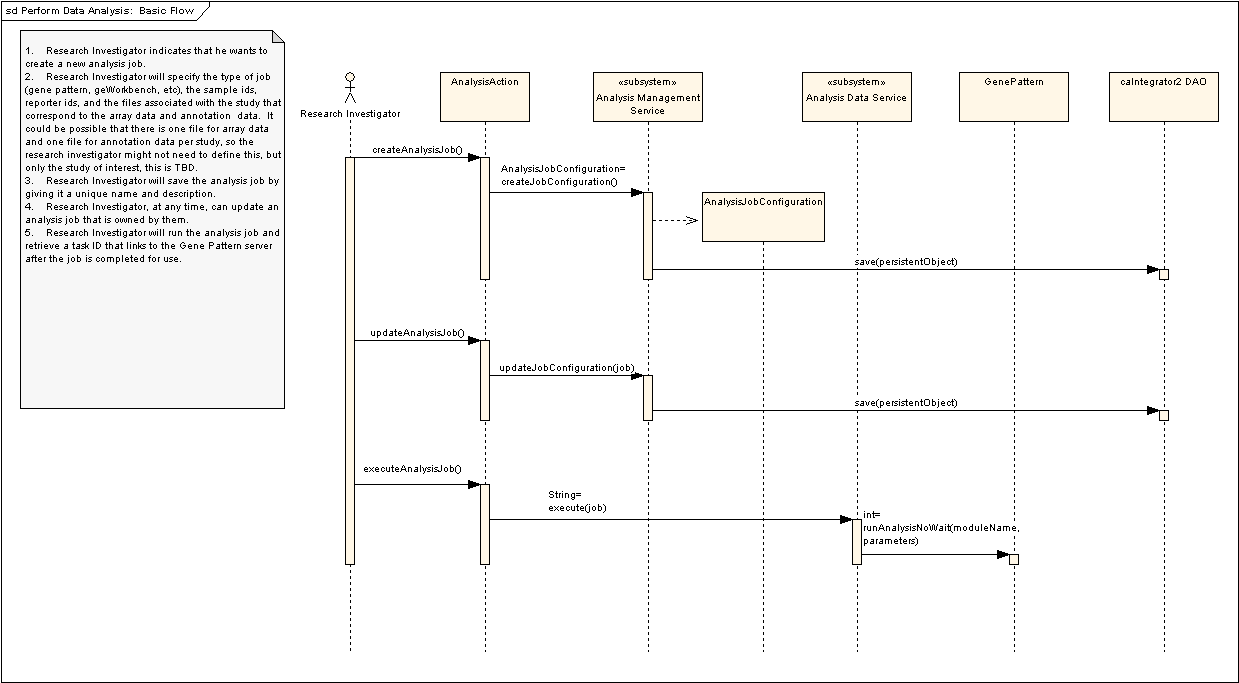 sd Perform Data Analysis: Basic Flow
1. Research Investigator indicates that he wants to
create a new analysis job.
2. Research Investigator will specify the type of job
(gene pattern, geWorkbench, etc), the sample ids,
reporter ids, and the files associated with the study that
correspond to the array data and annotation data. It
could be possible that there is one file for array data
and one file for annotation data per study, so the
research investigator might not need to define this, but
only the study of interest, this is TBD.
3. Research Investigator will save the analysis job by
giving it a unique name and description.
4. Research Investigator, at any time, can update an
analysis job that is owned by them.
5. Research Investigator will run the analysis job and
retrieve a task ID that links to the Gene Pattern server
after the job is completed for use.
Research Investigator
AnalysisAction
«subsystem»
Analysis Management
Service
«subsystem»
Analysis Data Service
GenePattern
caIntegrator2 DAO
createAnalysisJob()
AnalysisJobConfiguration=
createJobConfiguration()
AnalysisJobConfiguration
save(persistentObject)
updateAnalysisJob()
updateJobConfiguration(job)
save(persistentObject)
executeAnalysisJob()
String=
execute(job)
int=
runAnalysisNoWait(moduleName,
parameters)